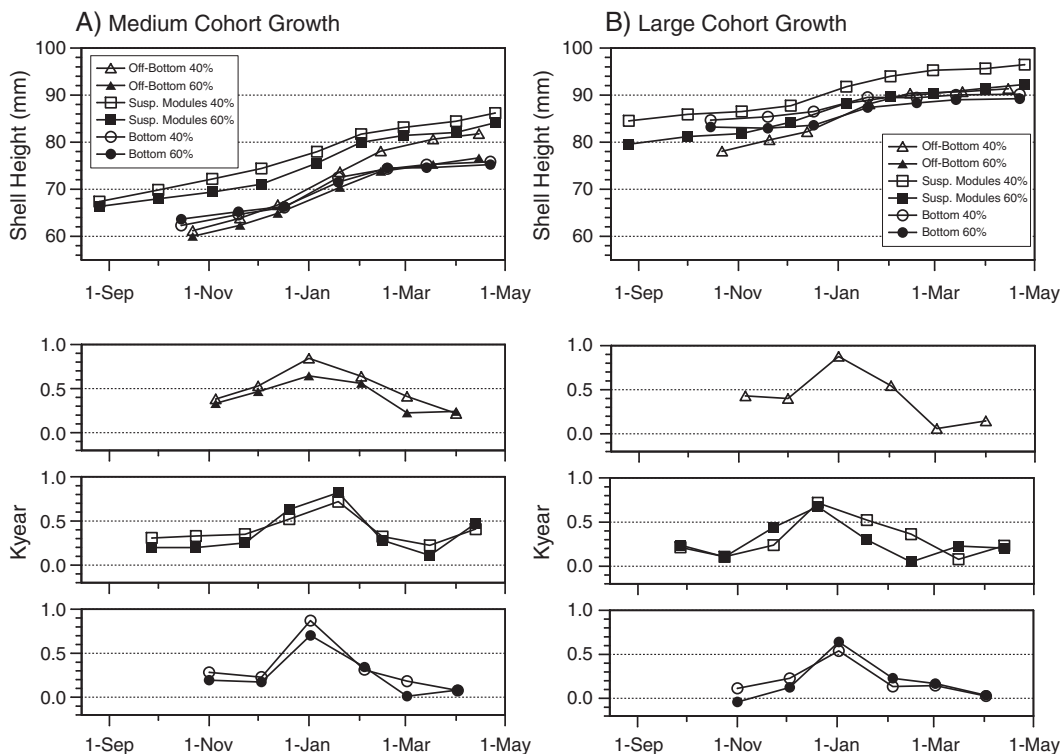 A) Medium Cohort Growth
100
90
80
70
60
Shell Height (mm)
Off-Bottom 40%
Off-Bottom 60%
Susp. Modules 40%
Susp. Modules 60%
Bottom 40%
Bottom 60%
1-Sep 1-Nov 1-Jan 1-Mar 1-May
1.0
0.5
0.0
1.0
0.5
0.0
Kyear
1.0
0.5
0.0
1-Sep 1-Nov 1-Jan 1-Mar 1-May
B) Large Cohort Growth
100
90
80
70
60
Shell Height (mm)
Off-Bottom 40%
Off-Bottom 60%
Susp. Modules 40%
Susp. Modules 60%
Bottom 40%
Bottom 60%
1-Sep 1-Nov 1-Jan 1-Mar 1-May
1.0
0.5
0.0
1.0
0.5
0.0
Kyear
1.0
0.5
0.0
1-Sep 1-Nov 1-Jan 1-Mar 1-May